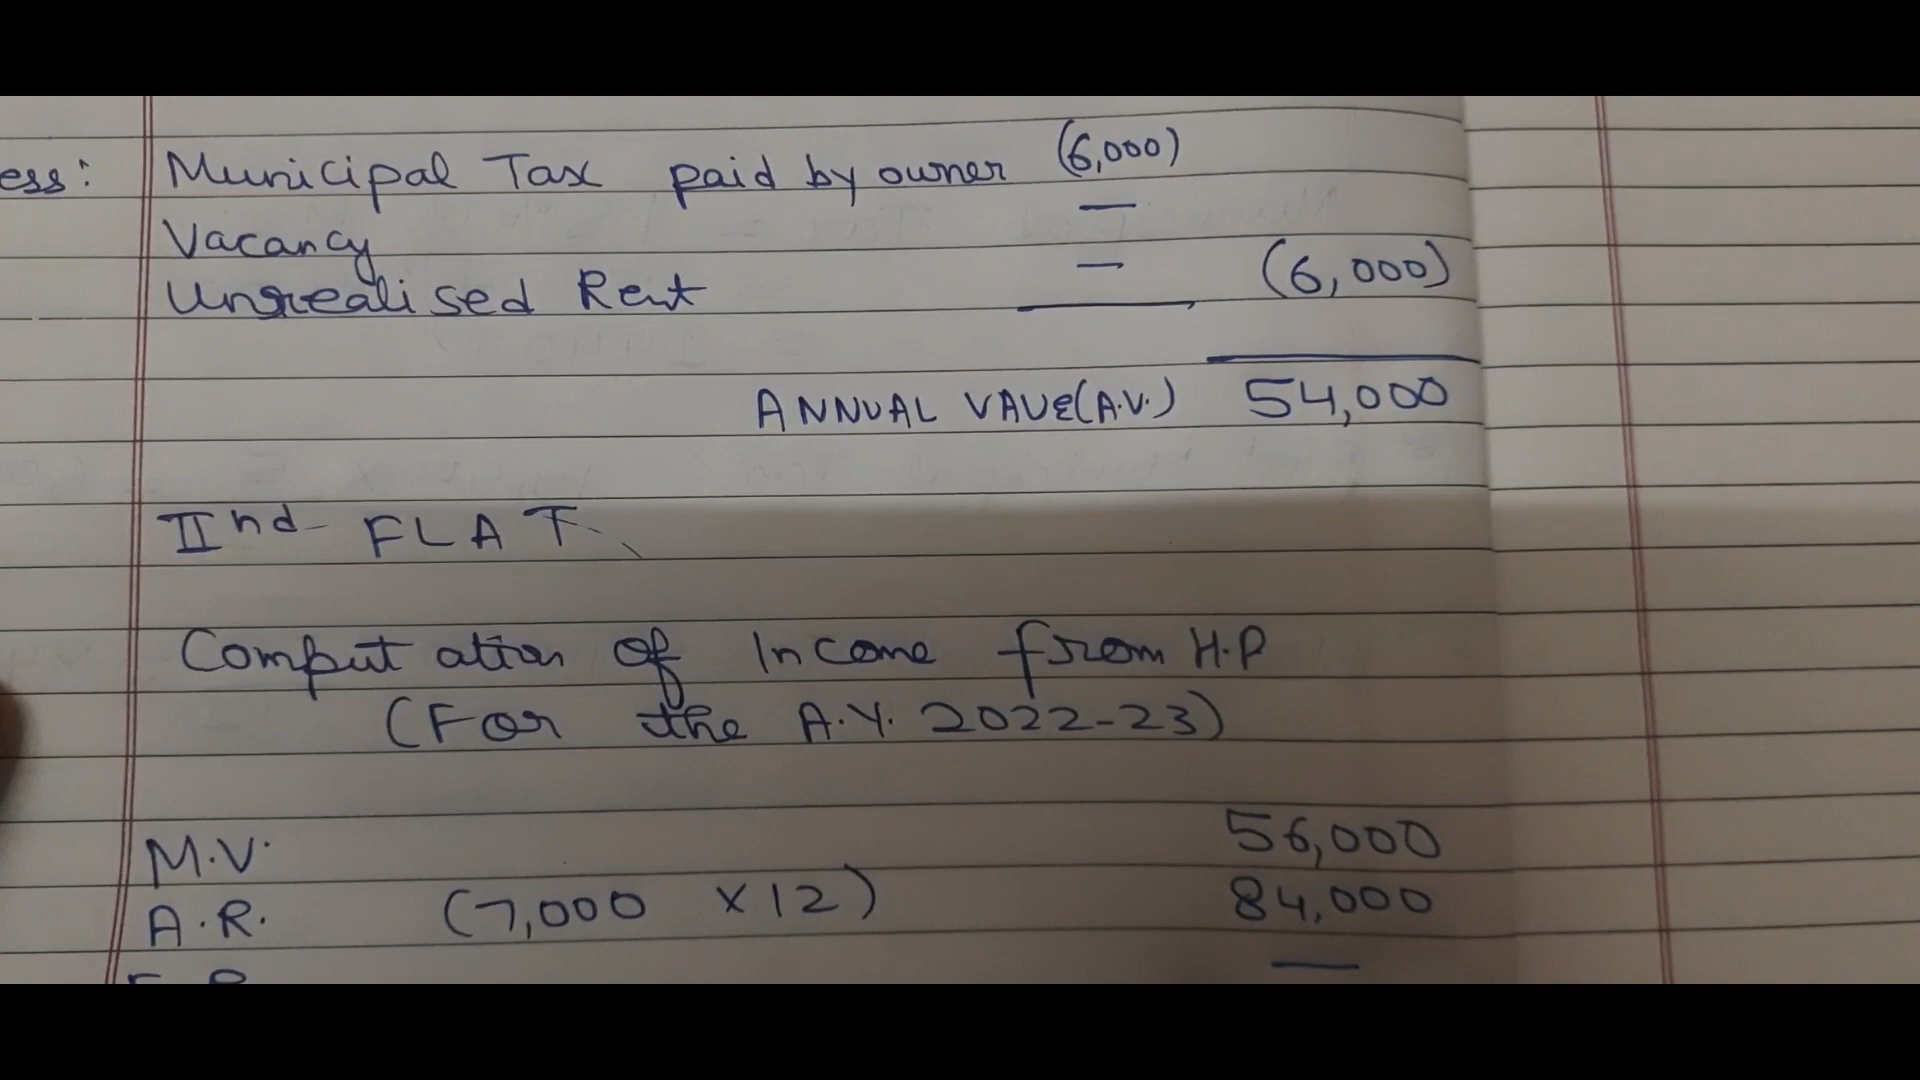 ess: Municipal Tax paid by owner (6,000)
Vacancy —
Unrealised Rent — (6,000)
ANNUAL VAUE(A.V.) 54,000
IInd FLAT
Computation of Income from H.P
(For the A.Y. 2022-23)
M.V. 56,000
A.R. (7,000 x 12) 84,000